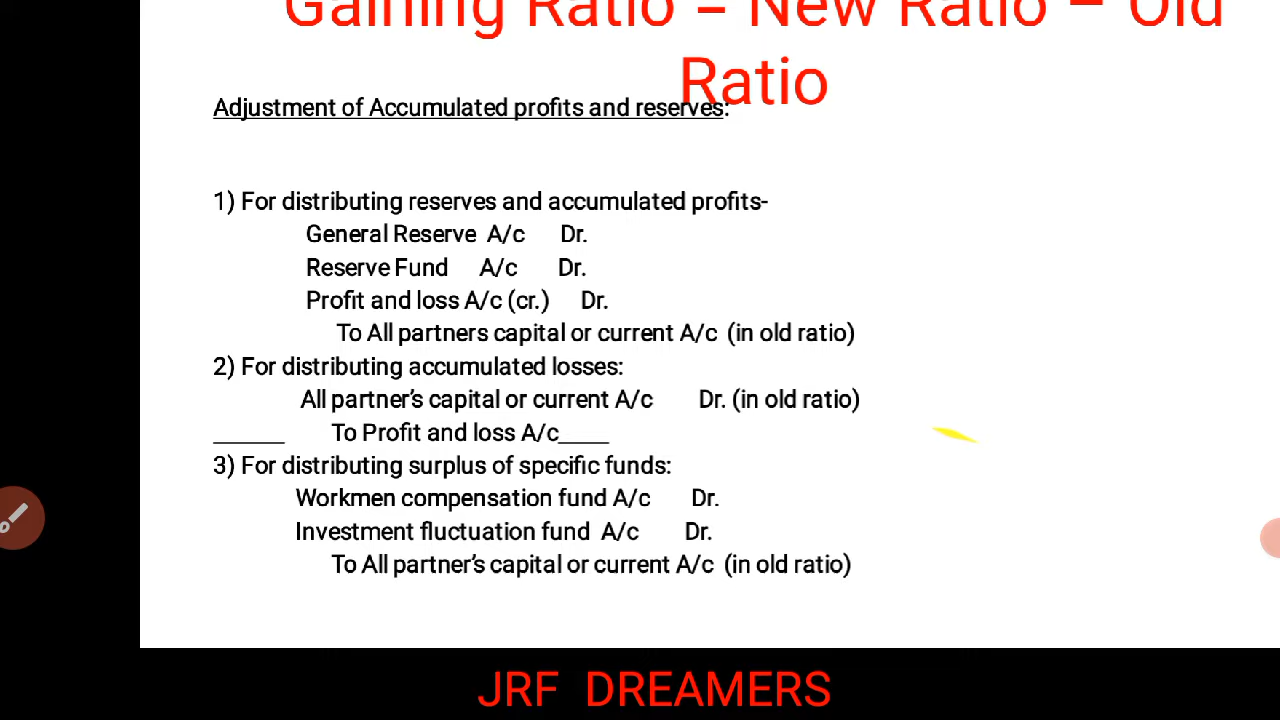 Gaining Ratio = New Ratio – Old
Ratio
Adjustment of Accumulated profits and reserves:
1) For distributing reserves and accumulated profits-
General Reserve A/c Dr.
Reserve Fund A/c Dr.
Profit and loss A/c (cr.) Dr.
To All partners capital or current A/c (in old ratio)
2) For distributing accumulated losses:
All partner’s capital or current A/c Dr. (in old ratio)
______ To Profit and loss A/c____
3) For distributing surplus of specific funds:
Workmen compensation fund A/c Dr.
Investment fluctuation fund A/c Dr.
To All partner’s capital or current A/c (in old ratio)
JRF DREAMERS